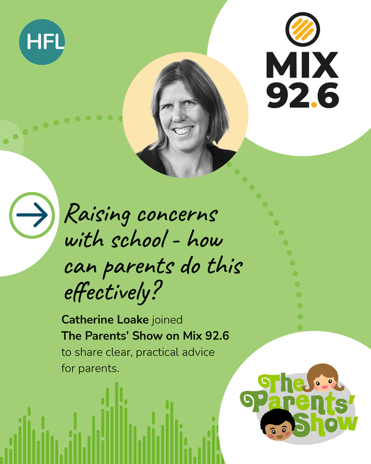 HFL
MIX
92.6
Raising concerns
with school - how
can parents do this
effectively?
Catherine Loake joined
The Parents' Show on Mix 92.6
to share clear, practical advice
for parents.
The
Parents'
Show